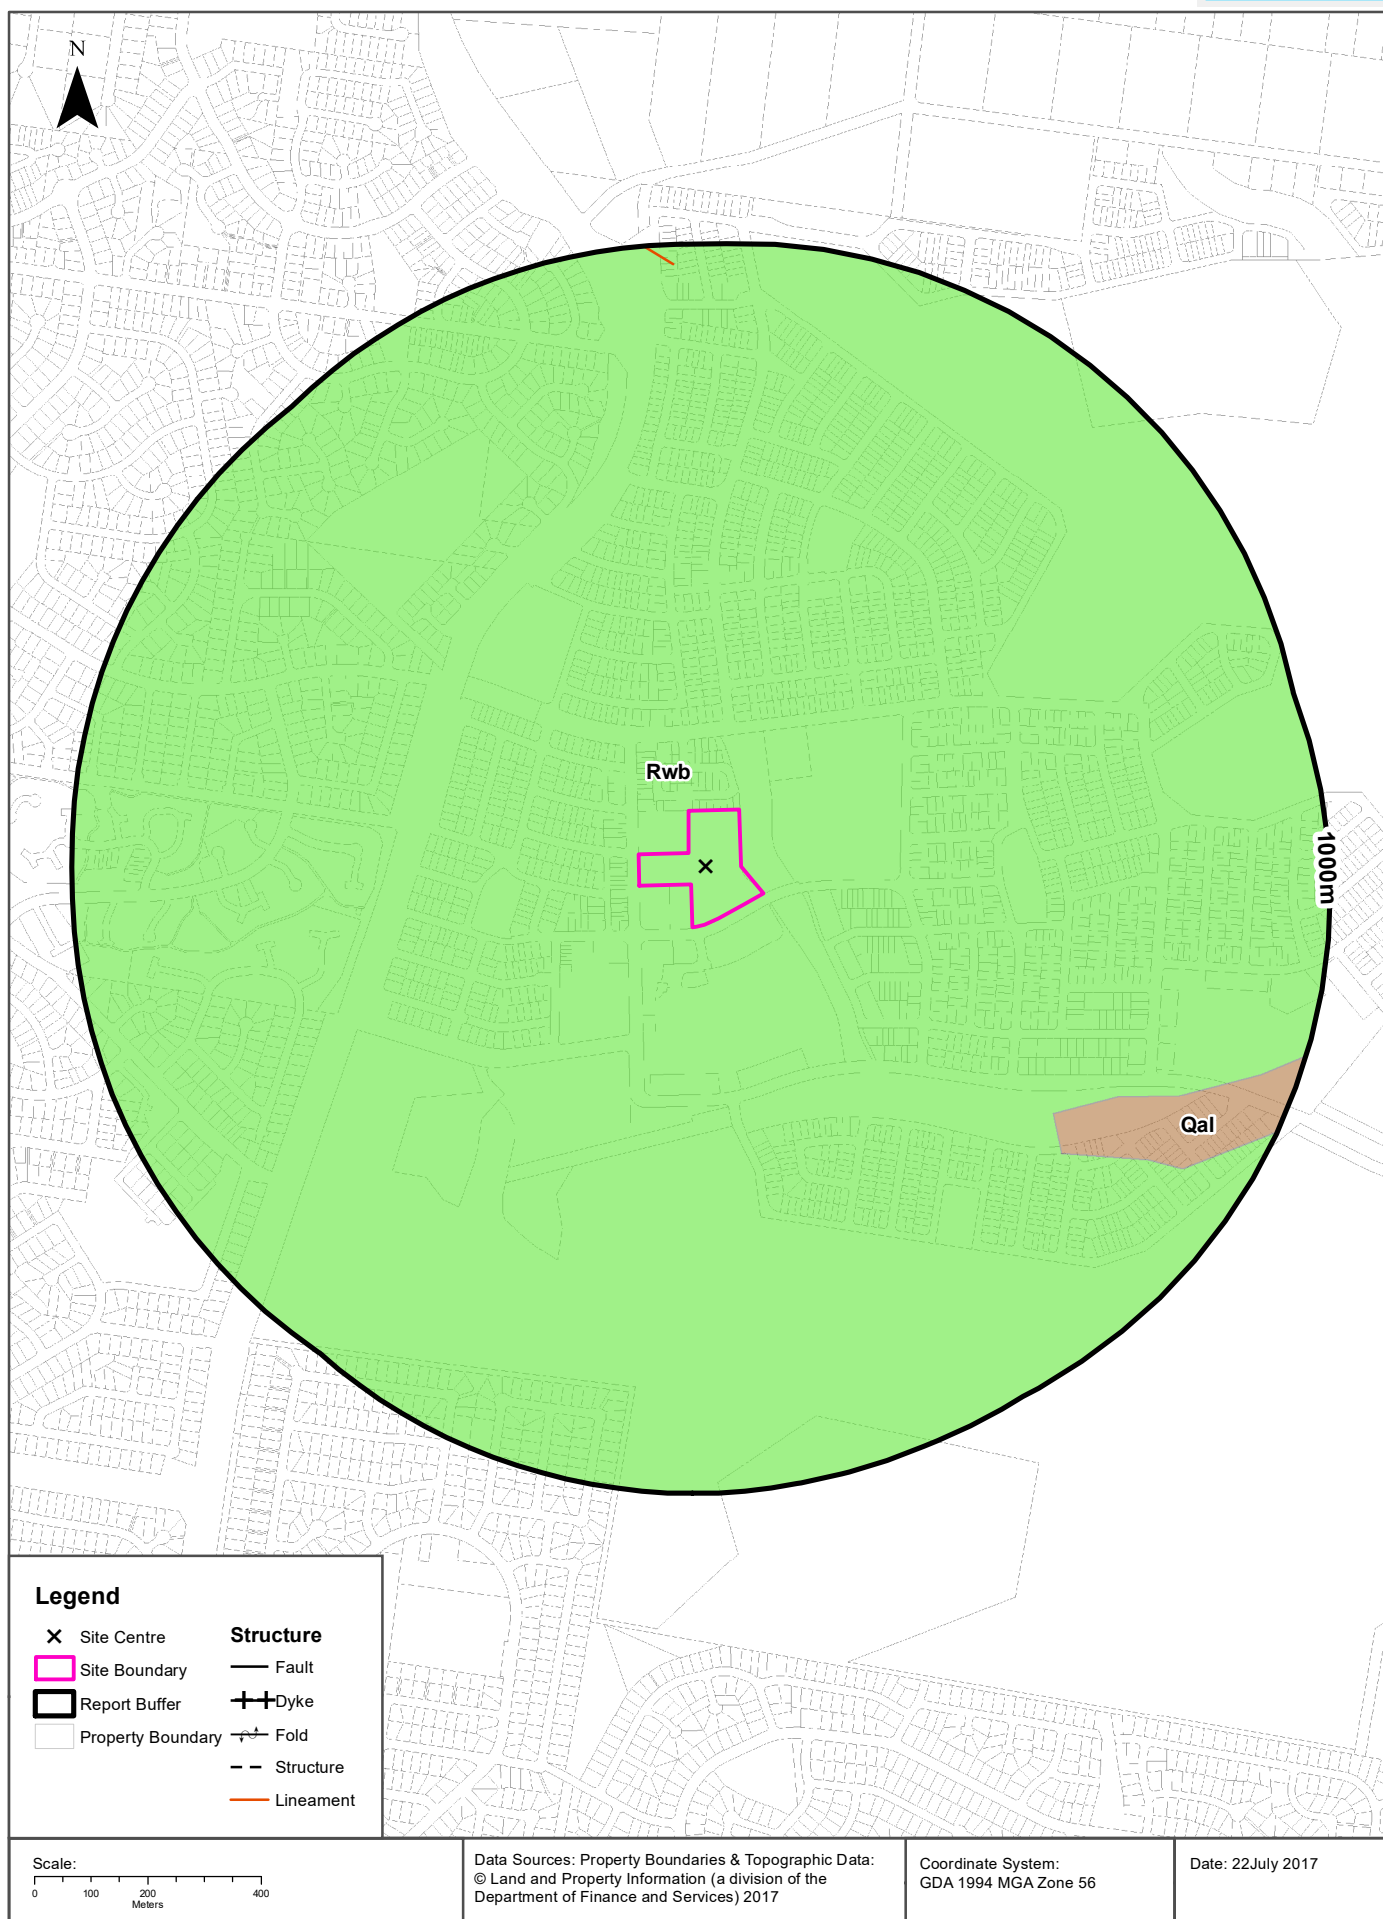 N
Rwb
1000m
Qal
Legend
Site Centre
Site Boundary
Report Buffer
Property Boundary
Structure
Fault
Dyke
Fold
Structure
Lineament
Scale:
0 100 200 400
Meters
Data Sources: Property Boundaries & Topographic Data:
© Land and Property Information (a division of the
Department of Finance and Services) 2017
Coordinate System:
GDA 1994 MGA Zone 56
Date: 22July 2017